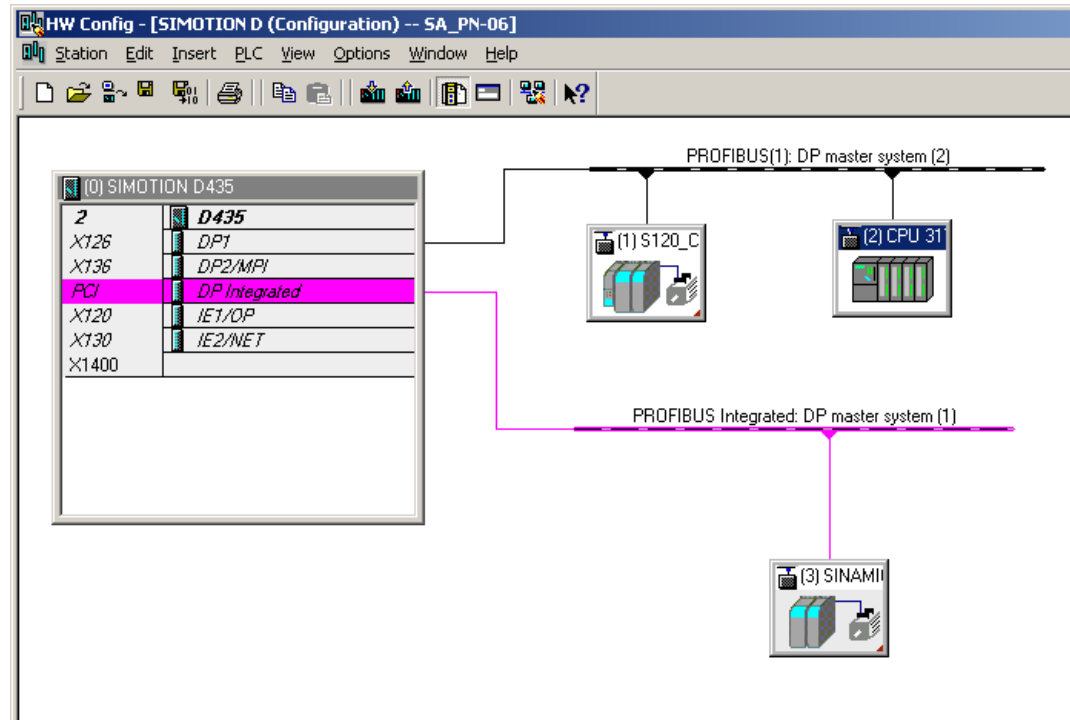 HW Config - [SIMOTION D (Configuration) -- SA_PN-06]
Station Edit Insert PLC View Options Window Help
PROFIBUS(1): DP master system (2)
(0) SIMOTION D435
2 D435
X126 DP1
X136 DP2/MPI
PCI DP Integrated
X120 IE1/OP
X130 IE2/NET
X1400
(1) S120_C
(2) CPU 31
PROFIBUS Integrated: DP master system (1)
(3) SINAMI